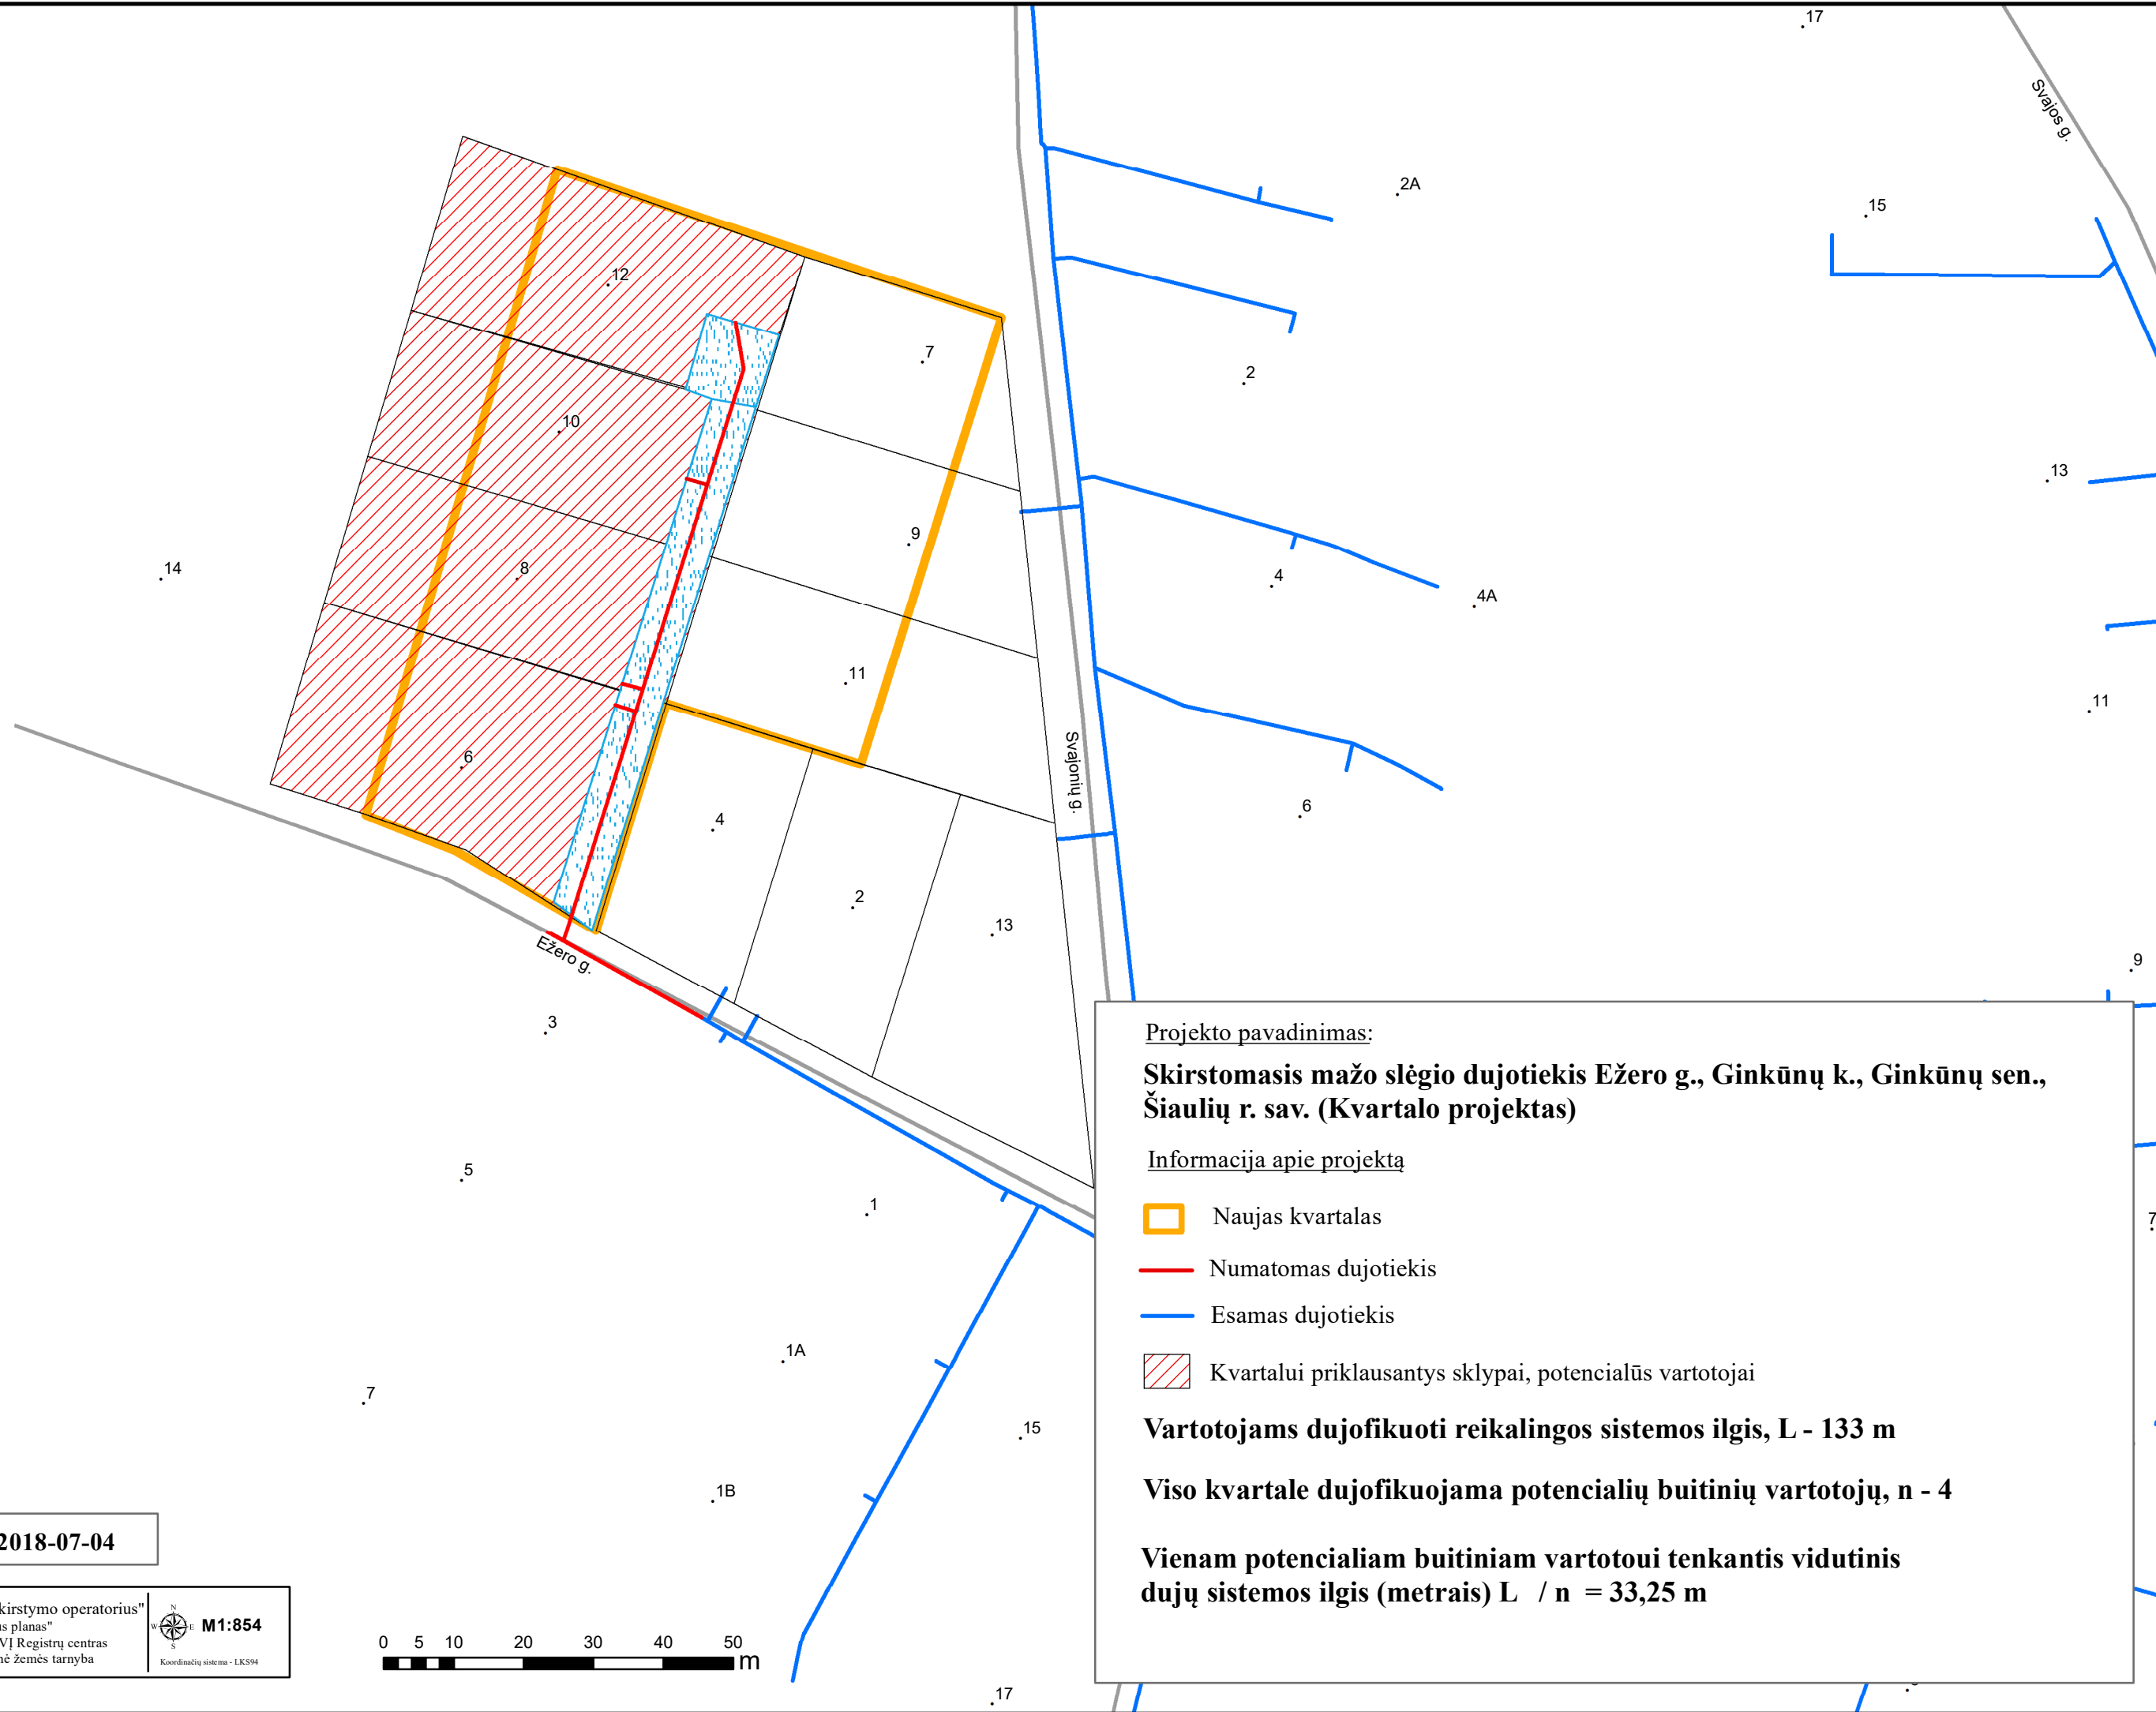 17
Svajos g.
2A
15
12
7
2
10
13
9
14
8
4
4A
11
11
6
Svajonių g.
6
4
2
13
Ežero g.
9
3
5
1
7
1A
7
15
1B
17
Projekto pavadinimas:
Skirstomasis mažo slėgio dujotiekis Ežero g., Ginkūnų k., Ginkūnų sen.,
Šiaulių r. sav. (Kvartalo projektas)
Informacija apie projektą
Naujas kvartalas
Numatomas dujotiekis
Esamas dujotiekis
Kvartalui priklausantys sklypai, potencialūs vartotojai
Vartotojams dujofikuoti reikalingos sistemos ilgis, L - 133 m
Viso kvartale dujofikuojama potencialių buitinių vartotojų, n - 4
Vienam potencialiam buitiniam vartotoui tenkantis vidutinis
dujų sistemos ilgis (metrais) L / n = 33,25 m
2018-07-04
kirstymo operatorius"
us planas"
VĮ Registrų centras
nė žemės tarnyba
N
W E
S
M1:854
Koordinačių sistema - LKS94
0 5 10 20 30 40 50
m